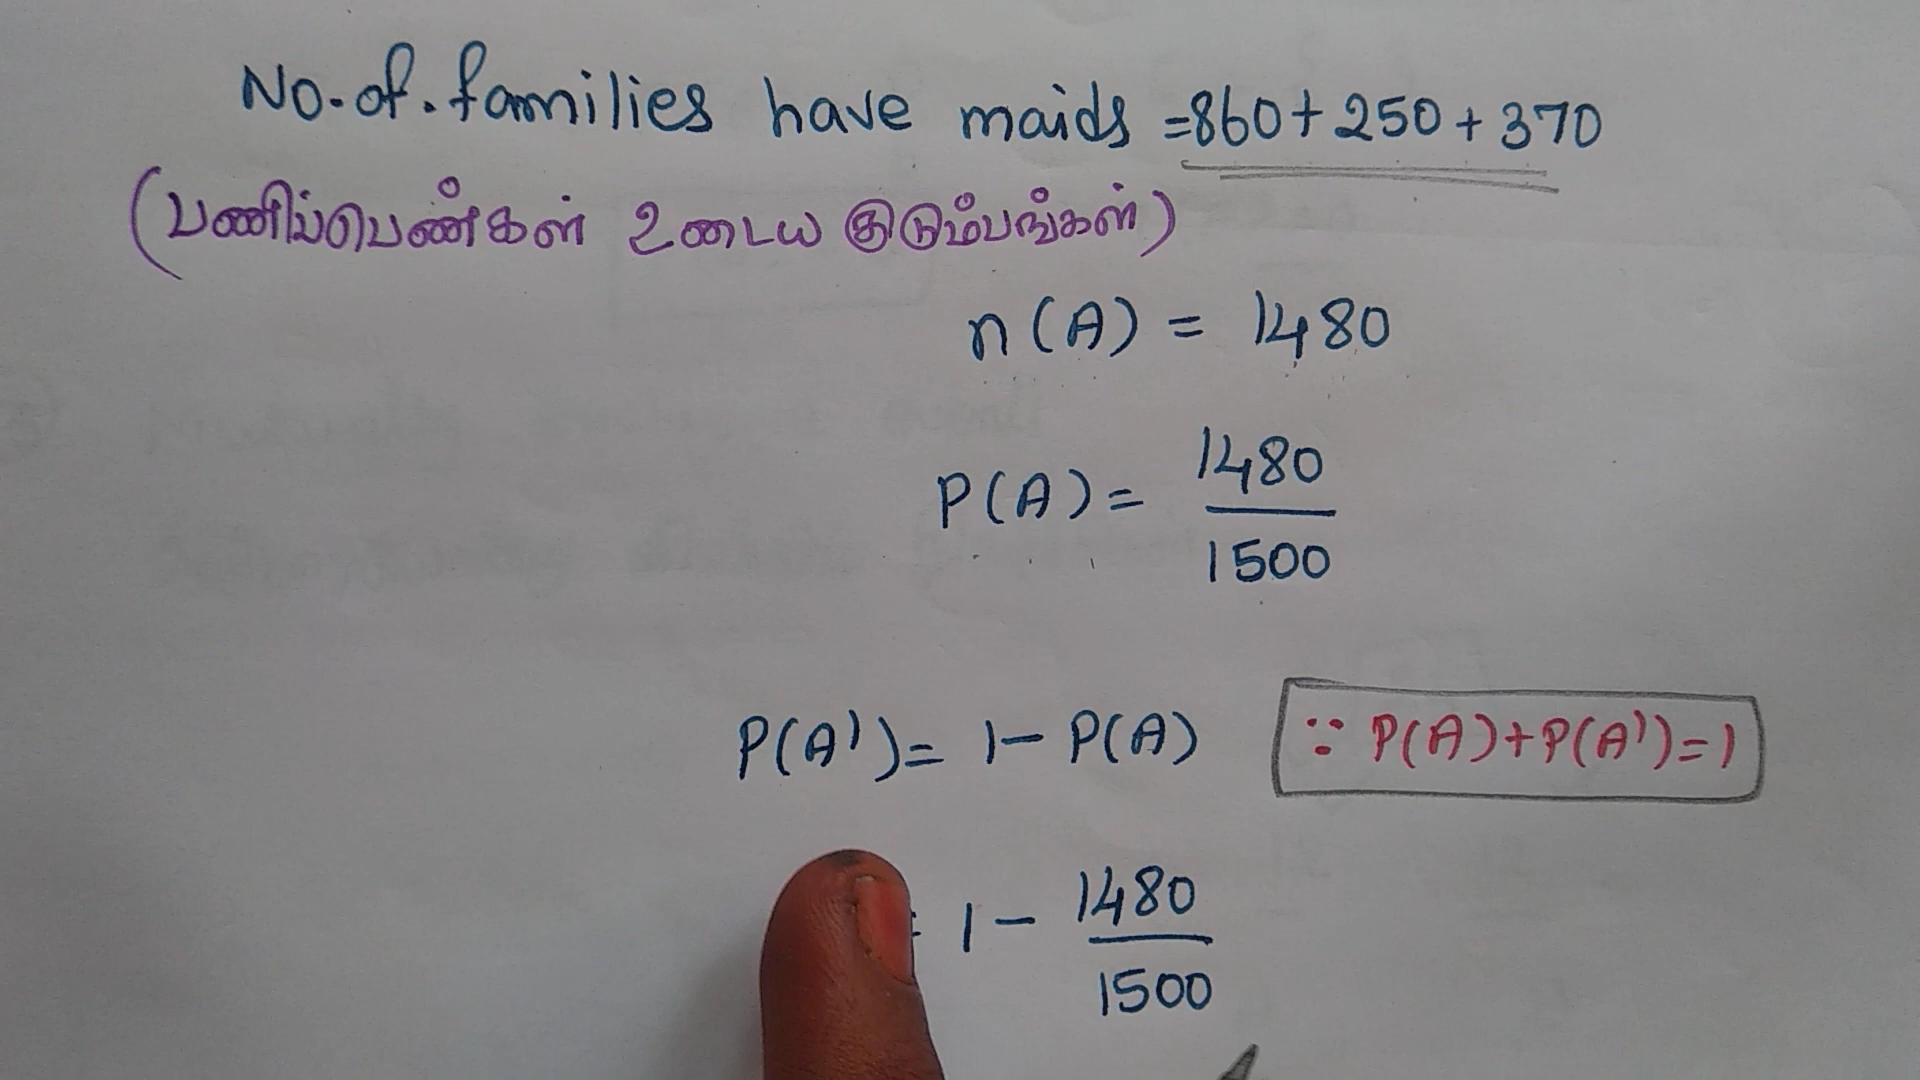 No. of. families have maids = 860 + 250 + 370
(பணிப்பெண்கள் உடைய குடும்பங்கள்)
n(A) = 1480
P(A) = 1480/1500
P(A') = 1 - P(A) ∵ P(A) + P(A') = 1
= 1 - 1480/1500